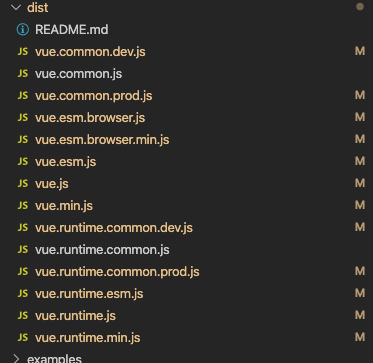 dist
README.md
JS vue.common.dev.js M
JS vue.common.js
JS vue.common.prod.js M
JS vue.esm.browser.js M
JS vue.esm.browser.min.js M
JS vue.esm.js M
JS vue.js M
JS vue.min.js M
JS vue.runtime.common.dev.js M
JS vue.runtime.common.js
JS vue.runtime.common.prod.js M
JS vue.runtime.esm.js M
JS vue.runtime.js M
JS vue.runtime.min.js M
examples